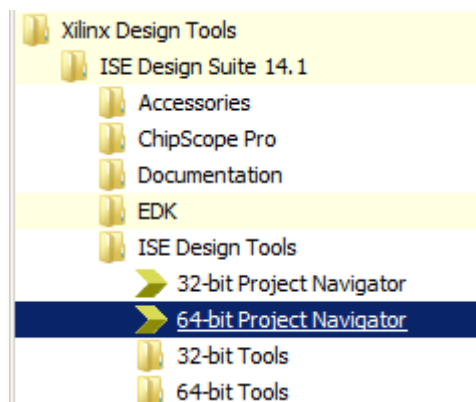 Xilinx Design Tools
ISE Design Suite 14.1
Accessories
ChipScope Pro
Documentation
EDK
ISE Design Tools
32-bit Project Navigator
64-bit Project Navigator
32-bit Tools
64-bit Tools